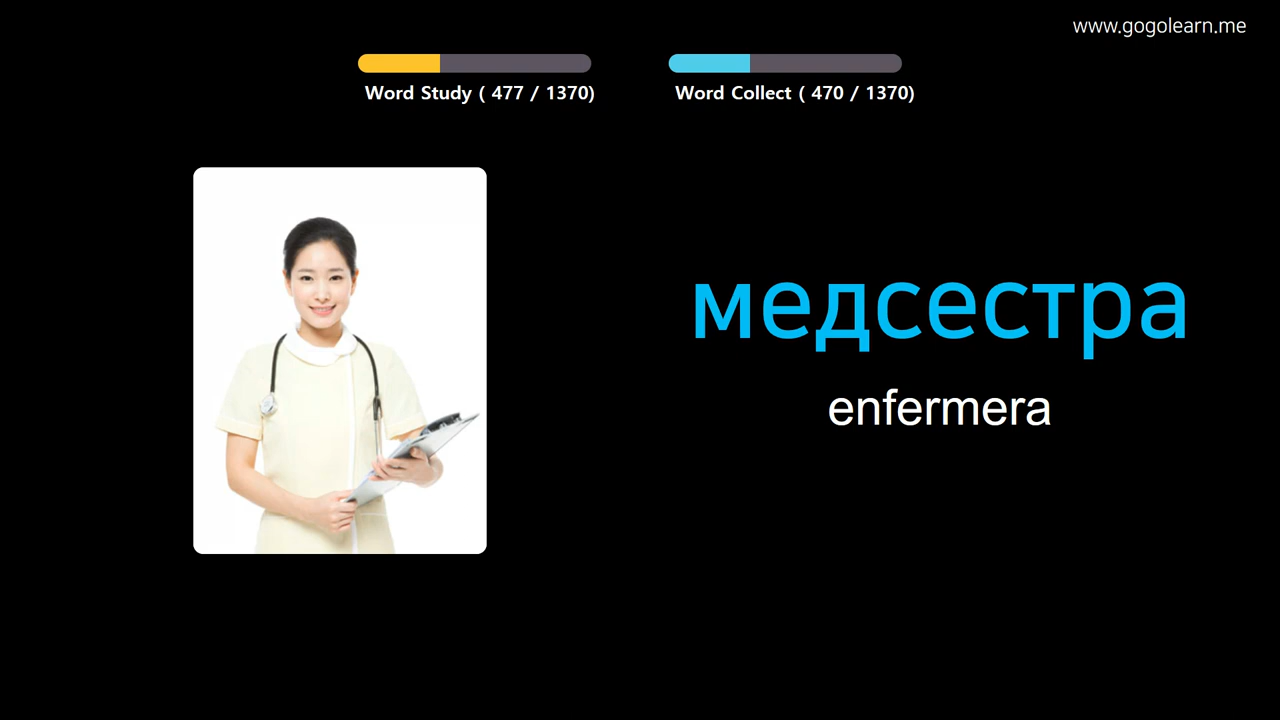 www.gogolearn.me
Word Study ( 477 / 1370)
Word Collect ( 470 / 1370)
медсестра
enfermera